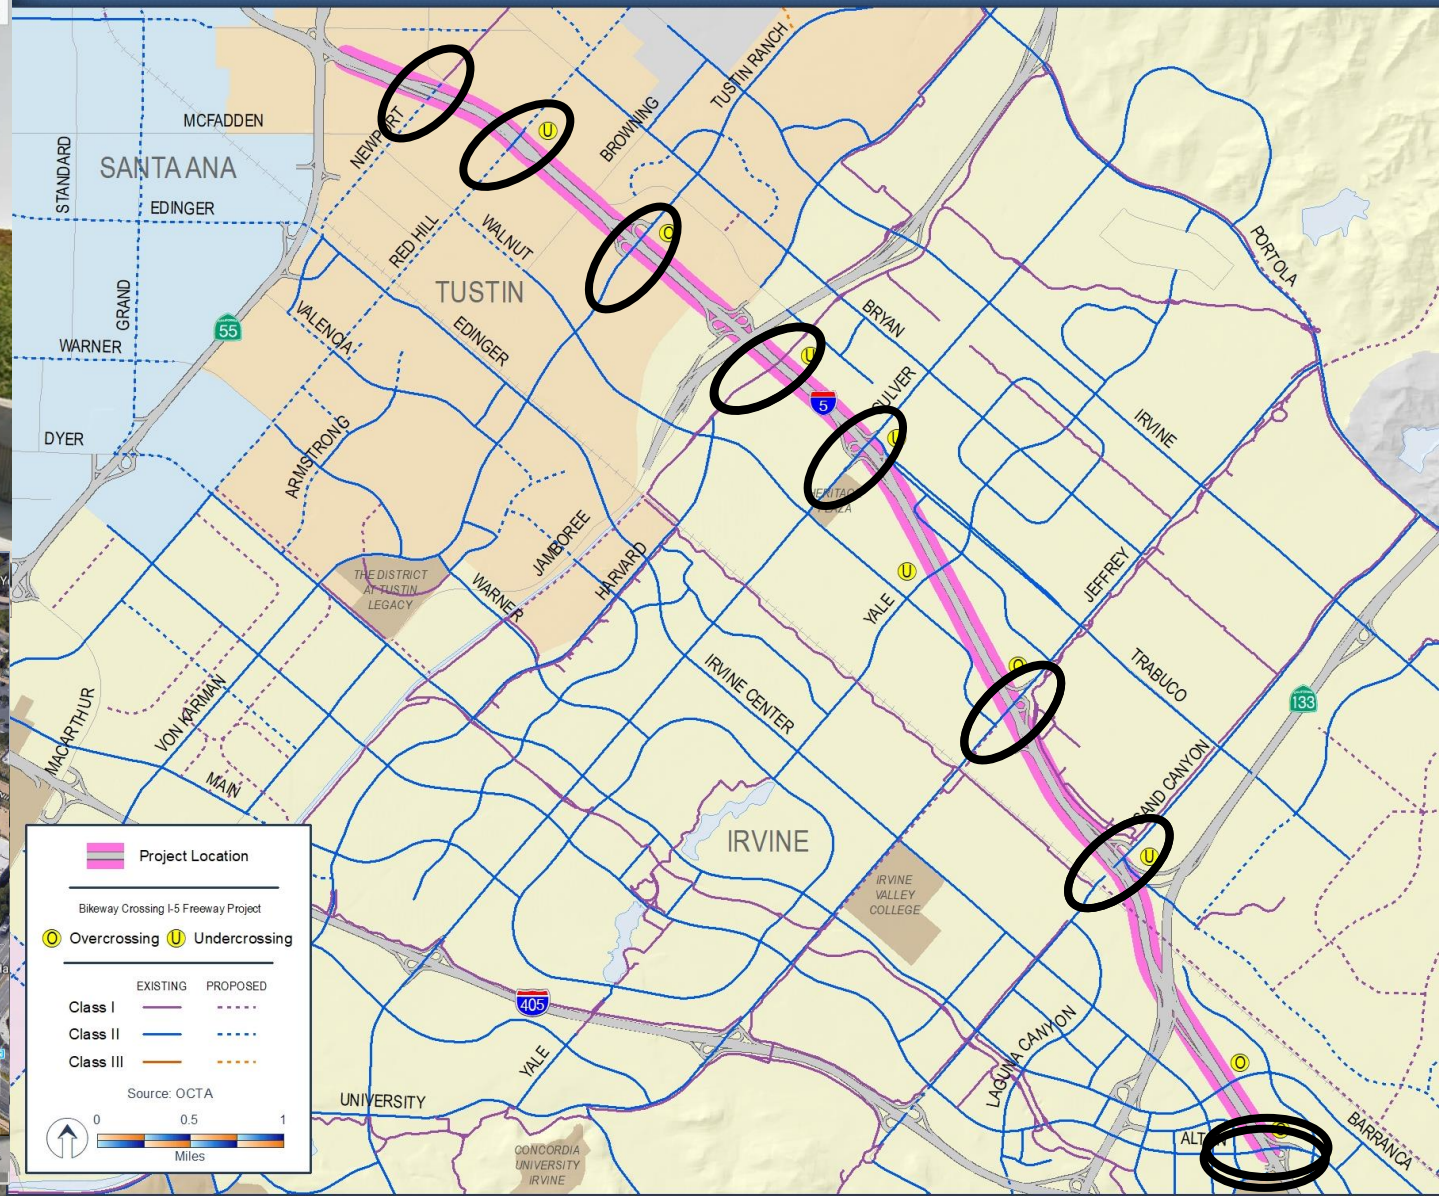 TUSTIN RANCH
BROWNING
MCFADDEN
NEWPORT
STANDARD
SANTA ANA
EDINGER
RED HILL
WALNUT
PORTOLA
GRAND
TUSTIN
55
VALENCIA
EDINGER
BRYAN
WARNER
5
CULVER
IRVINE
DYER
ARMSTRONG
HERITAGE
PLAZA
JAMBOREE
HARVARD
THE DISTRICT
AT TUSTIN
LEGACY
WARNER
YALE
JEFFREY
TRABUCO
133
IRVINE CENTER
MACARTHUR
VON KARMAN
MAIN
AND CANYON
IRVINE
IRVINE
VALLEY
COLLEGE
405
YALE
LAGUNA CANYON
UNIVERSITY
CONCORDIA
UNIVERSITY
IRVINE
BARRANCA
U
O
U
U
U
O
U
O
Project Location
Bikeway Crossing I-5 Freeway Project
O Overcrossing U Undercrossing
EXISTING PROPOSED
Class I
Class II
Class III
Source: OCTA
0 0.5 1
Miles